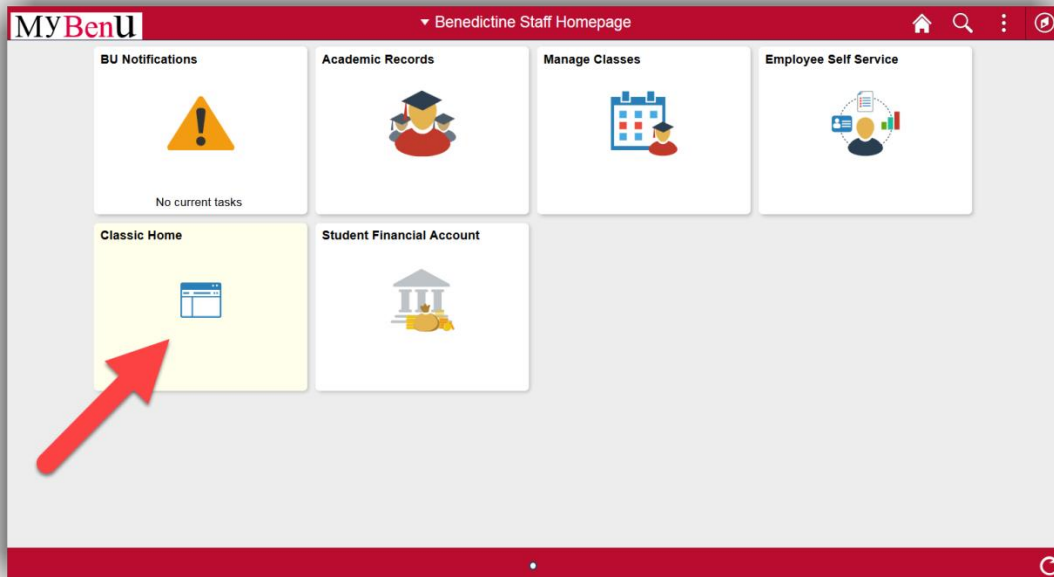 MyBenU
Benedictine Staff Homepage
BU Notifications
Academic Records
Manage Classes
Employee Self Service
No current tasks
Classic Home
Student Financial Account